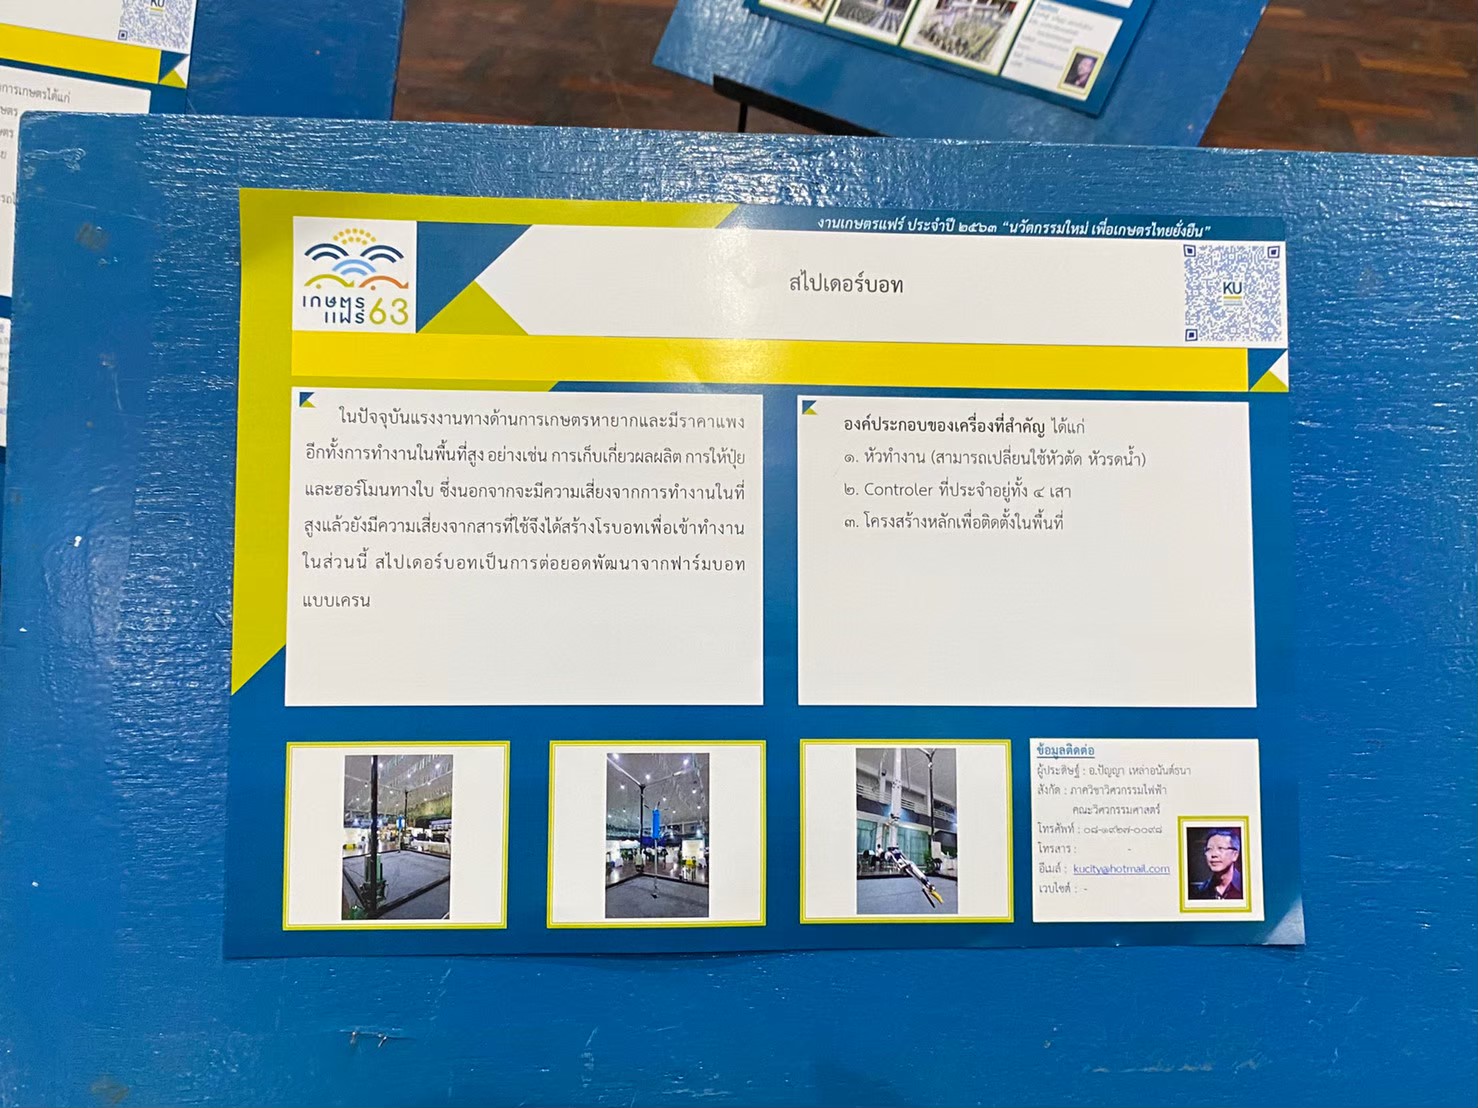 งานเกษตรแฟร์ ประจำปี ๒๕๖๓ “นวัตกรรมใหม่ เพื่อเกษตรไทยยั่งยืน”
เกษตร
แฟร์ 63
สไปเดอร์บอท
KU
ในปัจจุบันแรงงานทางด้านการเกษตรหายากและมีราคาแพง
อีกทั้งการทำงานในพื้นที่สูง อย่างเช่น การเก็บเกี่ยวผลผลิต การให้ปุ๋ย
และฮอร์โมนทางใบ ซึ่งนอกจากจะมีความเสี่ยงจากการทำงานในที่
สูงแล้วยังมีความเสี่ยงจากสารที่ใช้จึงได้สร้างโรบอทเพื่อเข้าทำงาน
ในส่วนนี้ สไปเดอร์บอทเป็นการต่อยอดพัฒนาจากฟาร์มบอท
แบบเครน
องค์ประกอบของเครื่องที่สำคัญ ได้แก่
๑. หัวทำงาน (สามารถเปลี่ยนใช้หัวตัด หัวรดน้ำ)
๒. Controler ที่ประจำอยู่ทั้ง ๔ เสา
๓. โครงสร้างหลักเพื่อติดตั้งในพื้นที่
ข้อมูลติดต่อ
ผู้ประดิษฐ์ : อ.ปัญญา เหล่าอนันต์ธนา
สังกัด : ภาควิชาวิศวกรรมไฟฟ้า
คณะวิศวกรรมศาสตร์
โทรศัพท์ : ๐๘-๑๙๒๗-๐๐๙๘
โทรสาร : -
อีเมล์ : kucity@hotmail.com
เวบไซต์ : -
การเกษตรได้แก่
KU